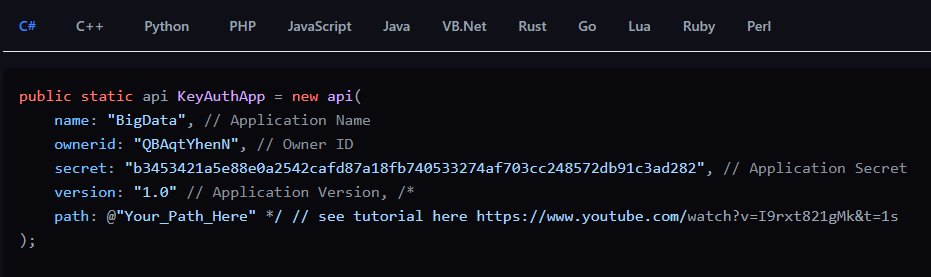 C# C++ Python PHP JavaScript Java VB.Net Rust Go Lua Ruby Perl
public static api KeyAuthApp = new api(
name: "BigData", // Application Name
ownerid: "QBAqtYhenN", // Owner ID
secret: "b3453421a5e88e0a2542cafd87a18fb740533274af703cc248572db91c3ad282", // Application Secret
version: "1.0" // Application Version, /*
path: @"Your_Path_Here" */ // see tutorial here https://www.youtube.com/watch?v=I9rxt821gMk&t=1s
);